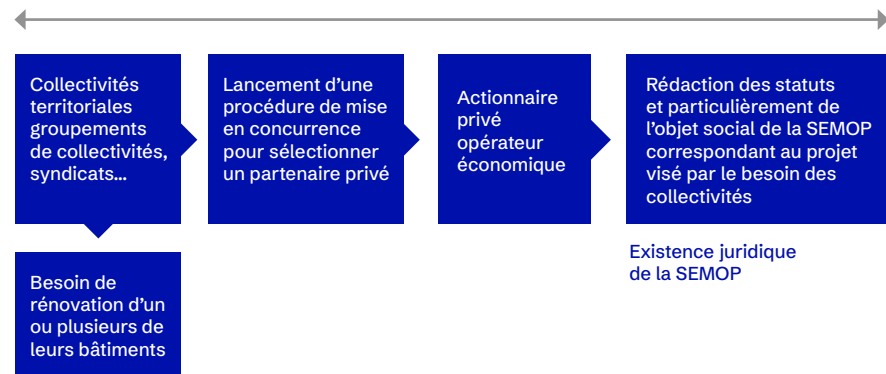 Collectivités
territoriales
groupements
de collectivités,
syndicats…
Lancement d’une
procédure de mise
en concurrence
pour sélectionner
un partenaire privé
Actionnaire
privé
opérateur
économique
Rédaction des statuts
et particulièrement de
l’objet social de la SEMOP
correspondant au projet
visé par le besoin des
collectivités
Existence juridique
de la SEMOP
Besoin de
rénovation d’un
ou plusieurs de
leurs bâtiments